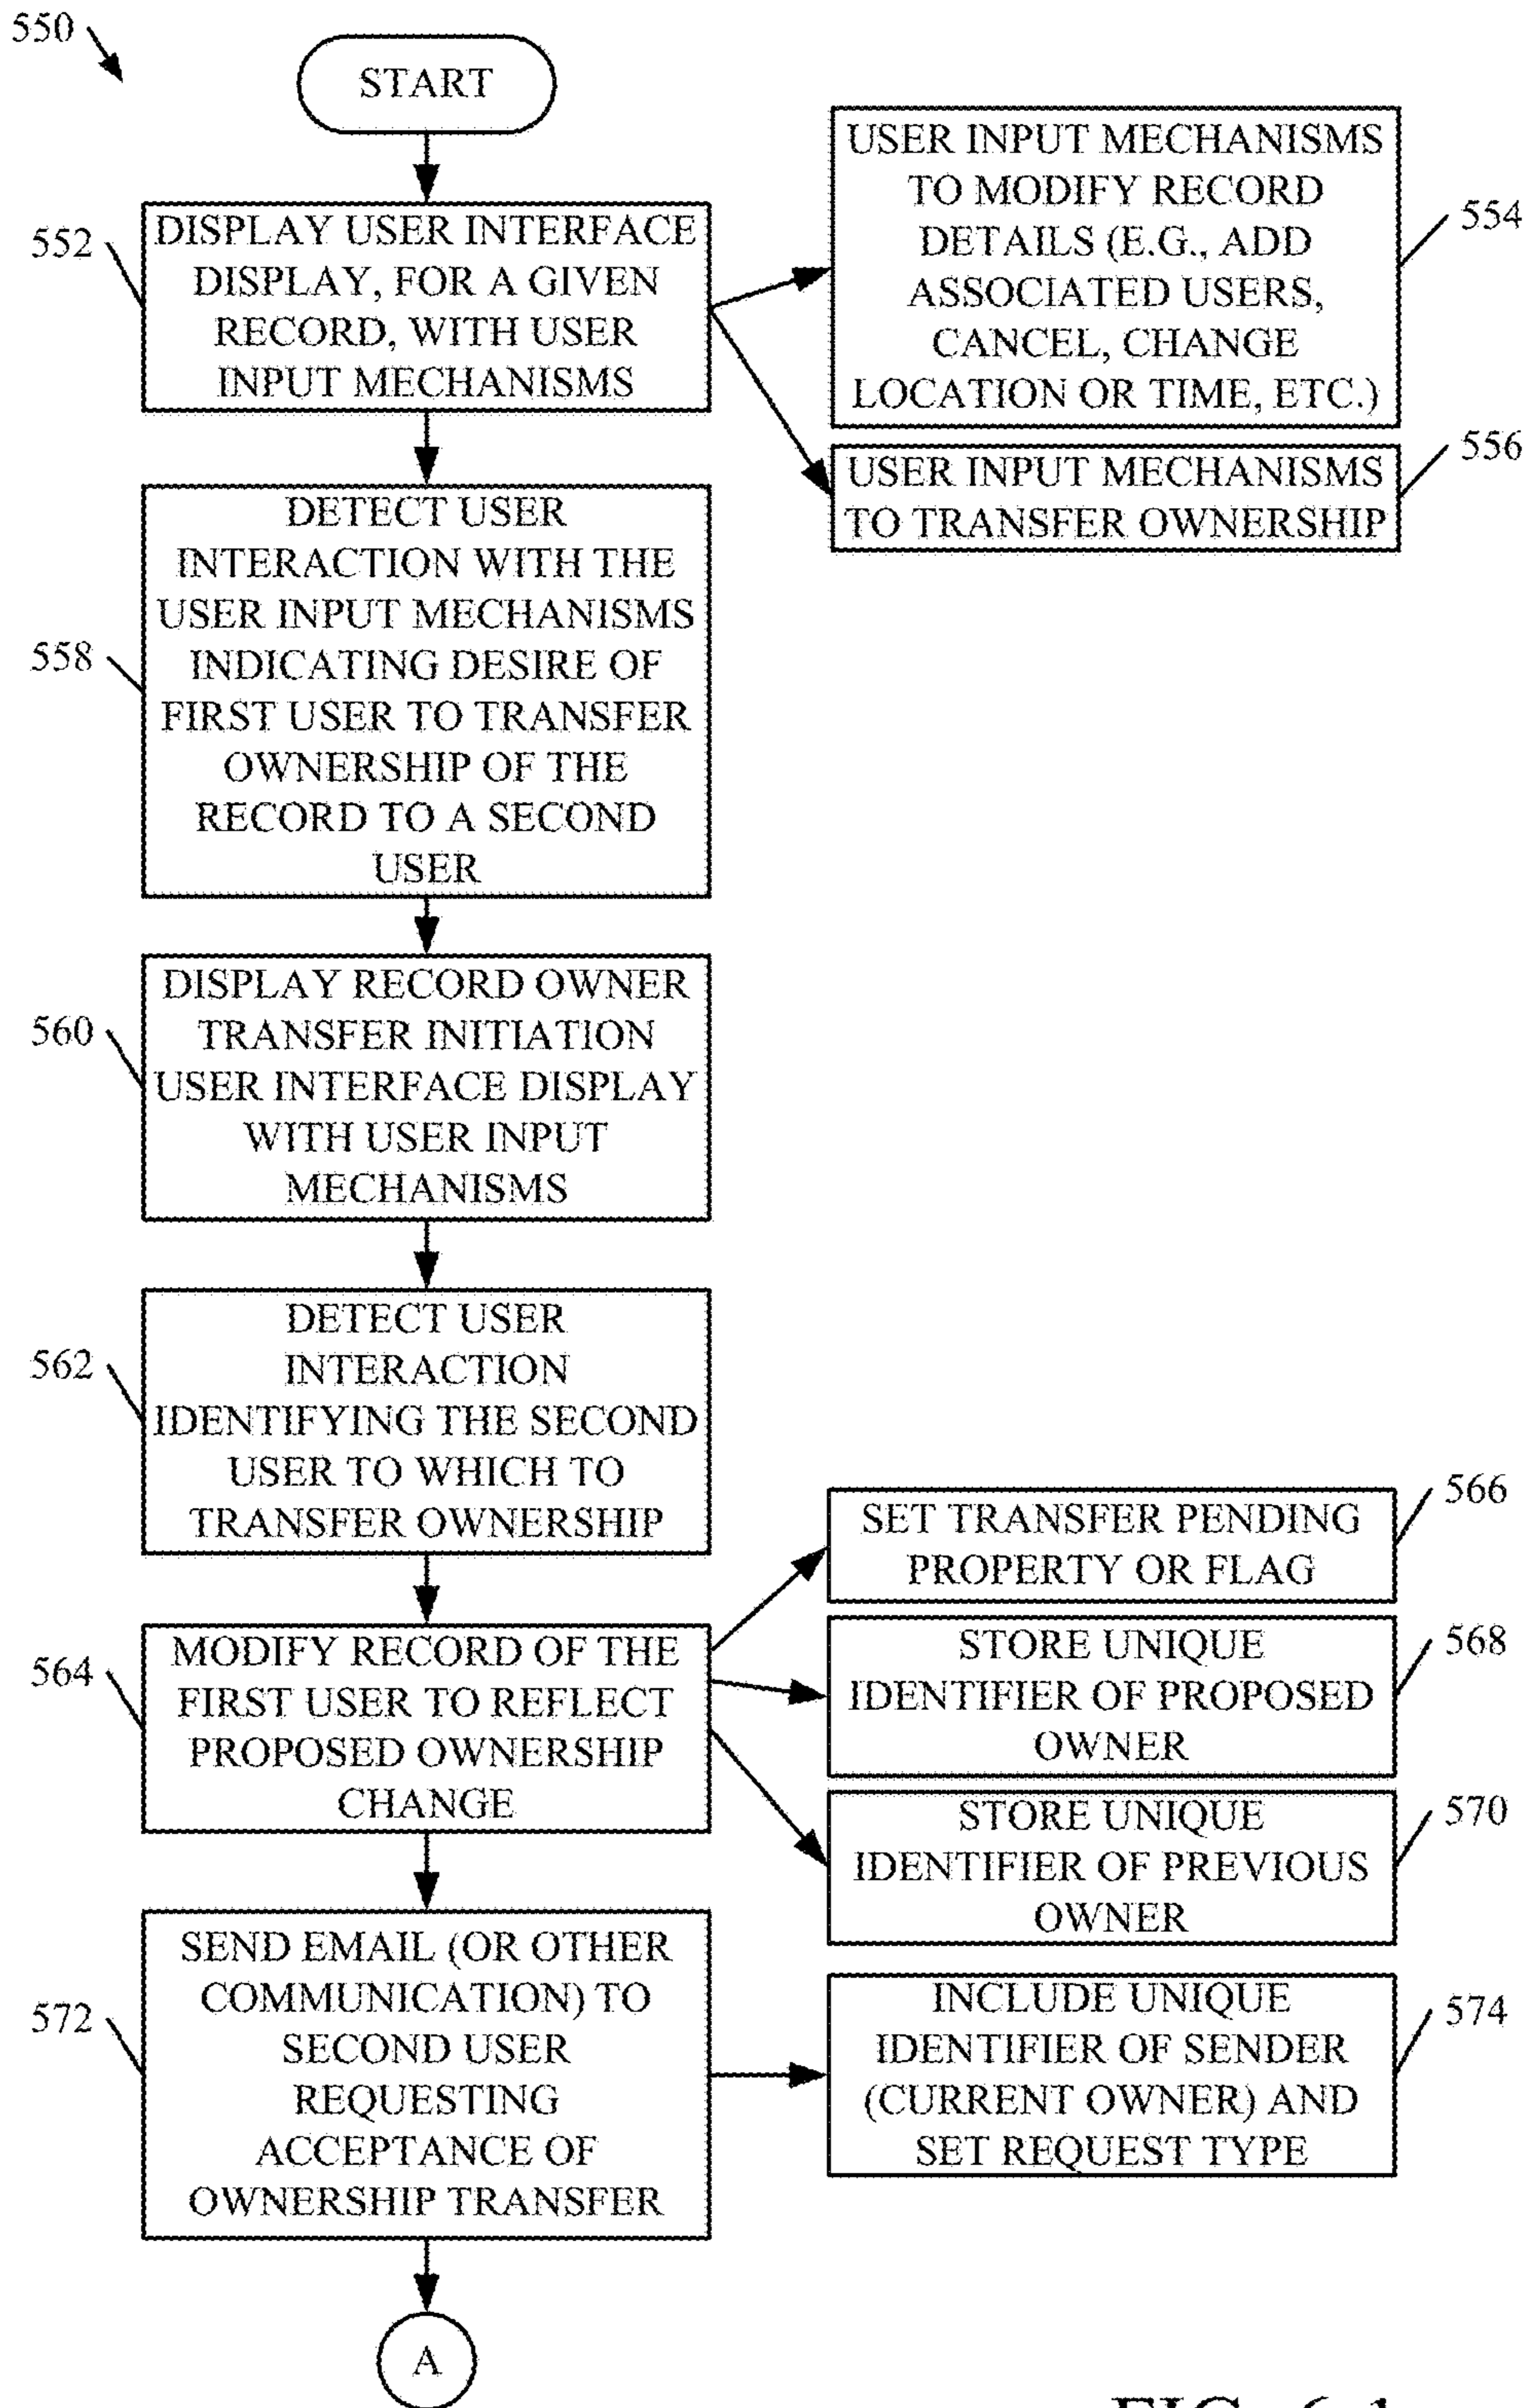 550
START
552
DISPLAY USER INTERFACE
DISPLAY, FOR A GIVEN
RECORD, WITH USER
INPUT MECHANISMS
USER INPUT MECHANISMS
TO MODIFY RECORD
DETAILS (E.G., ADD
ASSOCIATED USERS,
CANCEL, CHANGE
LOCATION OR TIME, ETC.)
554
USER INPUT MECHANISMS
TO TRANSFER OWNERSHIP
556
558
DETECT USER
INTERACTION WITH THE
USER INPUT MECHANISMS
INDICATING DESIRE OF
FIRST USER TO TRANSFER
OWNERSHIP OF THE
RECORD TO A SECOND
USER
560
DISPLAY RECORD OWNER
TRANSFER INITIATION
USER INTERFACE DISPLAY
WITH USER INPUT
MECHANISMS
562
DETECT USER
INTERACTION
IDENTIFYING THE SECOND
USER TO WHICH TO
TRANSFER OWNERSHIP
564
MODIFY RECORD OF THE
FIRST USER TO REFLECT
PROPOSED OWNERSHIP
CHANGE
SET TRANSFER PENDING
PROPERTY OR FLAG
566
STORE UNIQUE
IDENTIFIER OF PROPOSED
OWNER
568
STORE UNIQUE
IDENTIFIER OF PREVIOUS
OWNER
570
572
SEND EMAIL (OR OTHER
COMMUNICATION) TO
SECOND USER
REQUESTING
ACCEPTANCE OF
OWNERSHIP TRANSFER
INCLUDE UNIQUE
IDENTIFIER OF SENDER
(CURRENT OWNER) AND
SET REQUEST TYPE
574
A
FIG. 6-1